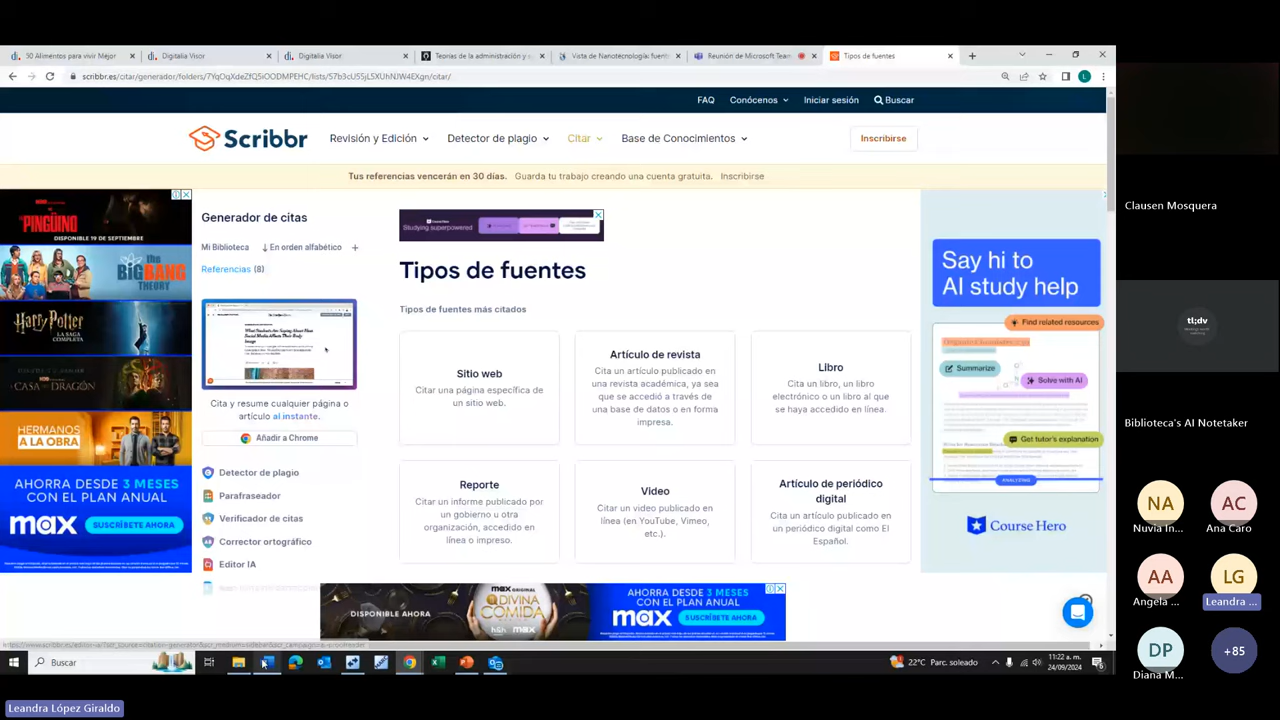 50 Alimentos para vivir Mejor
Digitalia Visor
Digitalia Visor
Teorías de la administración y
Vista de Nanotecnología: fuent
Reunión de Microsoft Team
Tipos de fuentes
FAQ Conócenos Iniciar sesión Buscar
Scribbr Revisión y Edición Detector de plagio Citar Base de Conocimientos Inscribirse
Tus referencias vencerán en 30 días. Guarda tu trabajo creando una cuenta gratuita. Inscribirse
PINGÜINO
DISPONIBLE 19 DE SEPTIEMBRE
THE
BIG BANG
THEORY
Harry Potter
LA SAGA
COMPLETA
CASA DEL DRAGÓN
HERMANOS
A LA OBRA
AHORRA DESDE 3 MESES
CON EL PLAN ANUAL
max SUSCRÍBETE AHORA
Generador de citas
Mi Biblioteca En orden alfabético +
Referencias (8)
Cita y resume cualquier página o
artículo al instante.
Añadir a Chrome
Detector de plagio
Parafraseador
Verificador de citas
Corrector ortográfico
Editor IA
Studying superpowered
Tipos de fuentes
Tipos de fuentes más citados
Sitio web
Citar una página específica de
un sitio web.
Artículo de revista
Cita un artículo publicado en
una revista académica, ya sea
que se accedió a través de
una base de datos o en forma
impresa.
Libro
Cita un libro, un libro
electrónico o un libro al que
se haya accedido en línea.
Reporte
Citar un informe publicado por
un gobierno u otra
organización, accedido en
línea o impreso.
Video
Citar un video publicado en
línea (en YouTube, Vimeo,
etc.).
Artículo de periódico
digital
Cita un artículo publicado en
un periódico digital como El
Español.
Say hi to
AI study help
Find related resources
Summarize
Solve with AI
Get tutor's explanation
ANALYZING
Course Hero
DISPONIBLE AHORA
max ORIGINAL
DIVINA
COMIDA
h&h max
AHORRA DESDE 3 MESES
CON EL PLAN ANUAL
max SUSCRÍBETE AHORA
Buscar
22°C Parc. soleado
11:22 a. m.
24/09/2024
Clausen Mosquera
tl;dv
Biblioteca's AI Notetaker
NA
Nuvia In...
AC
Ana Caro
AA
Angela ...
LG
Leandra ...
DP
Diana M...
+85
Leandra López Giraldo